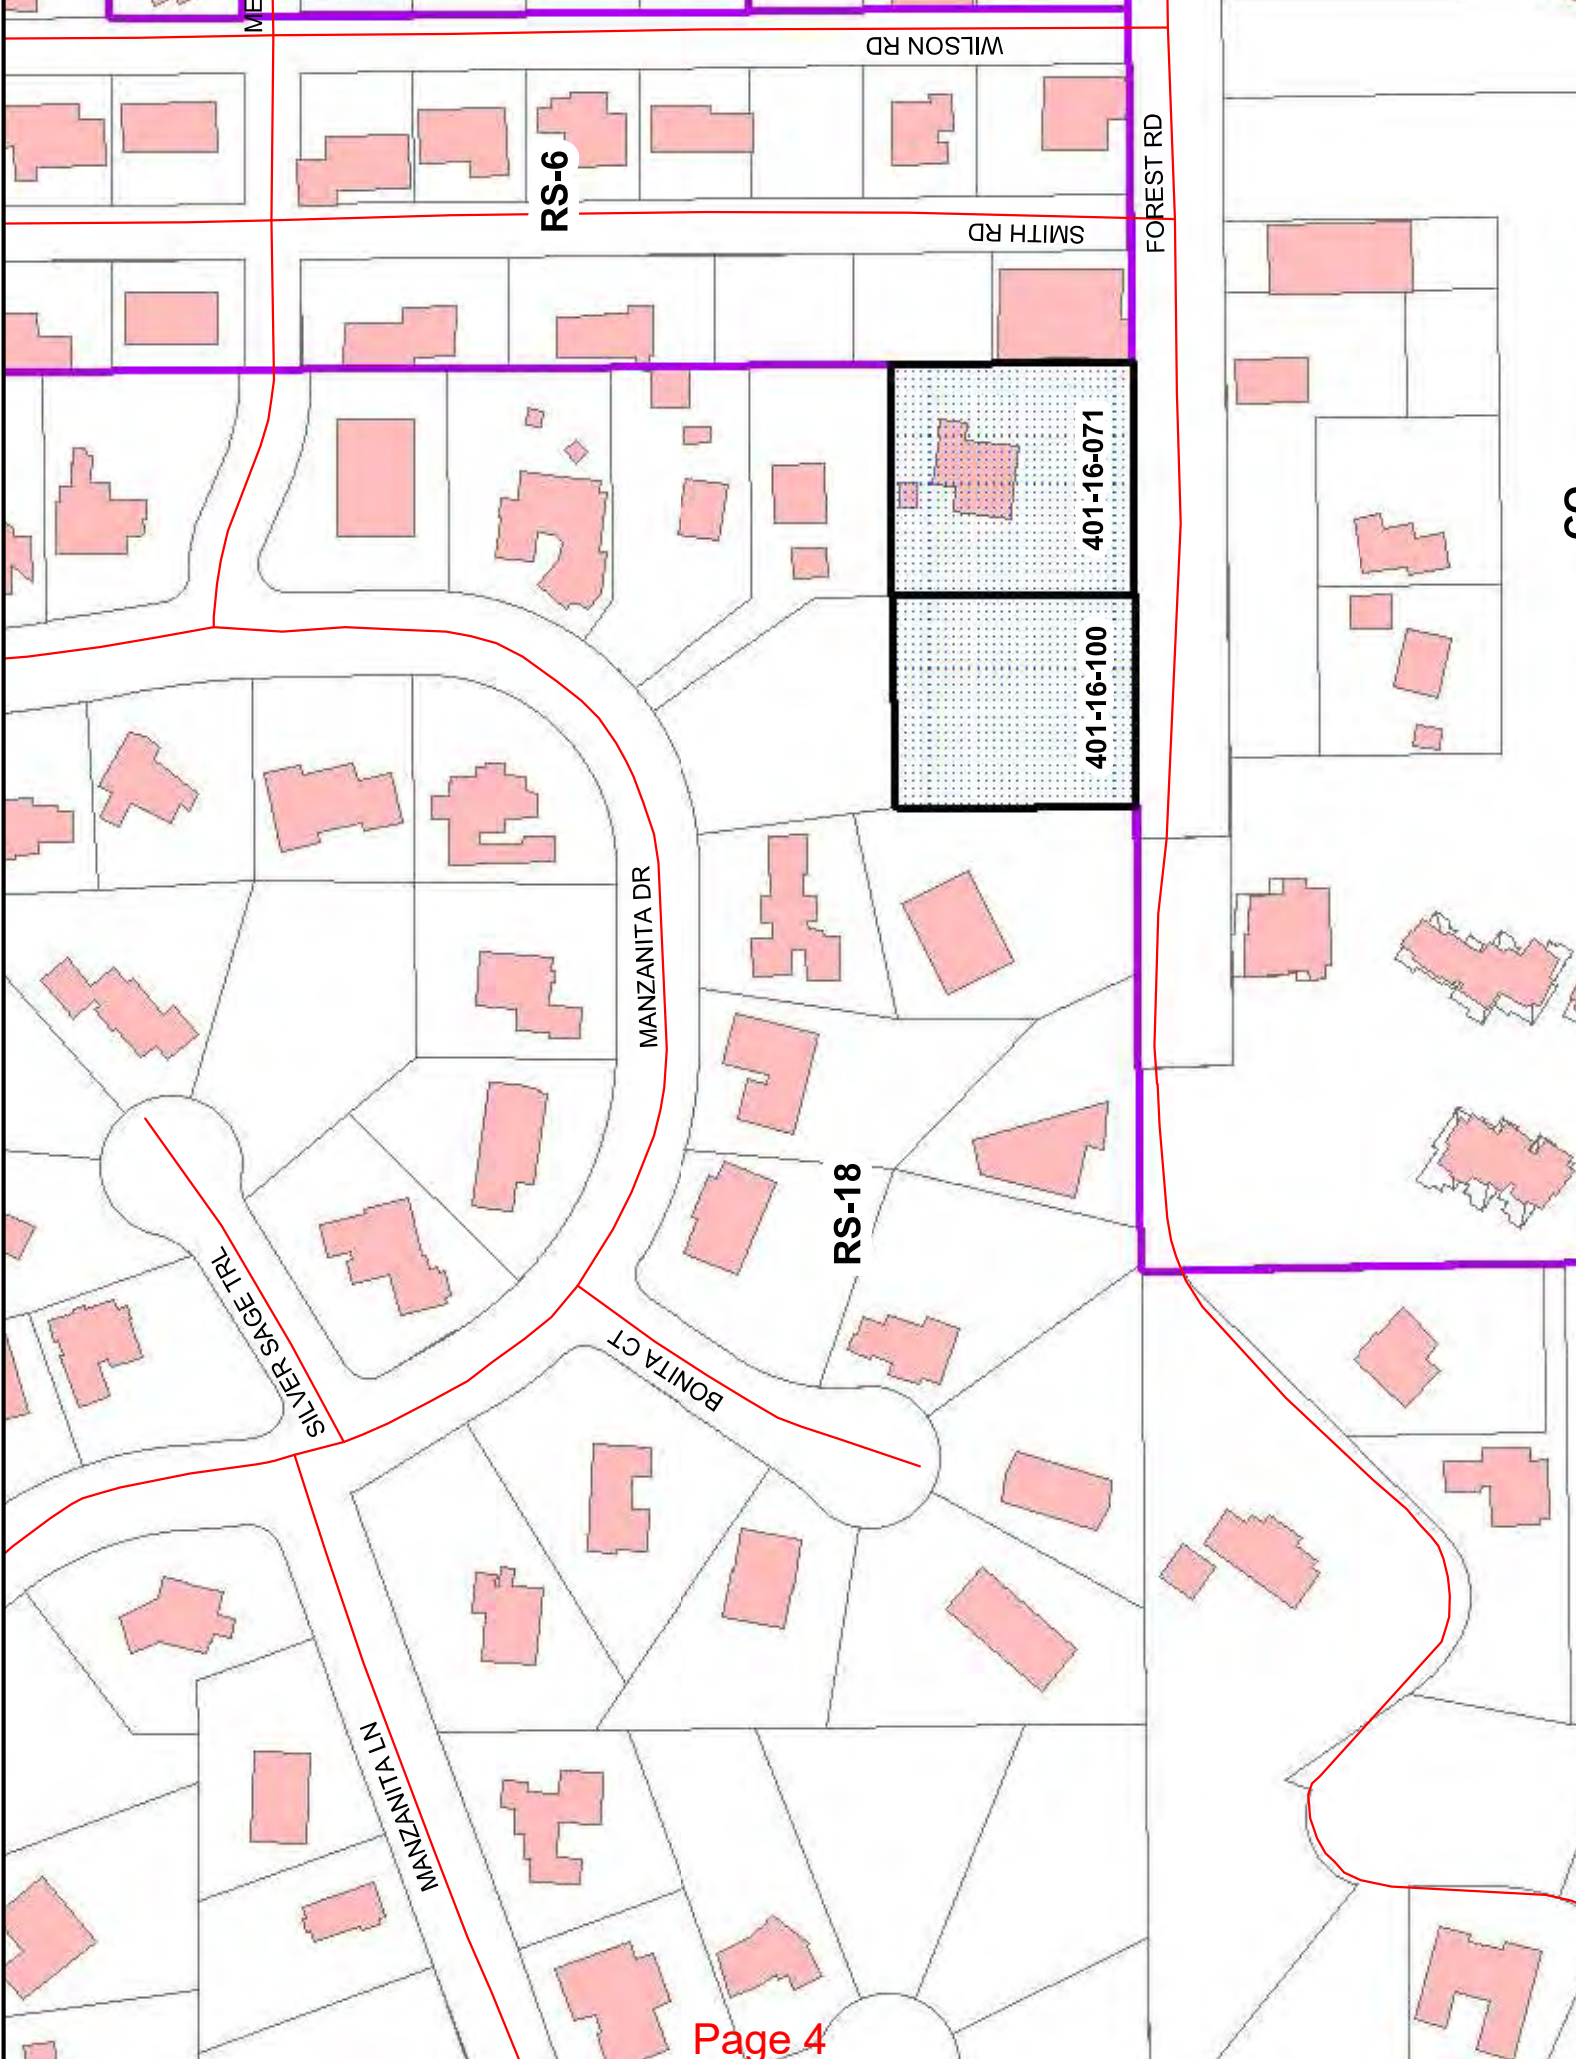 WILSON RD
RS-6
FOREST RD
SMITH RD
401-16-071
401-16-100
MANZANITA DR
RS-18
SILVER SAGE TRL
BONITA CT
MANZANITA LN
Page 4